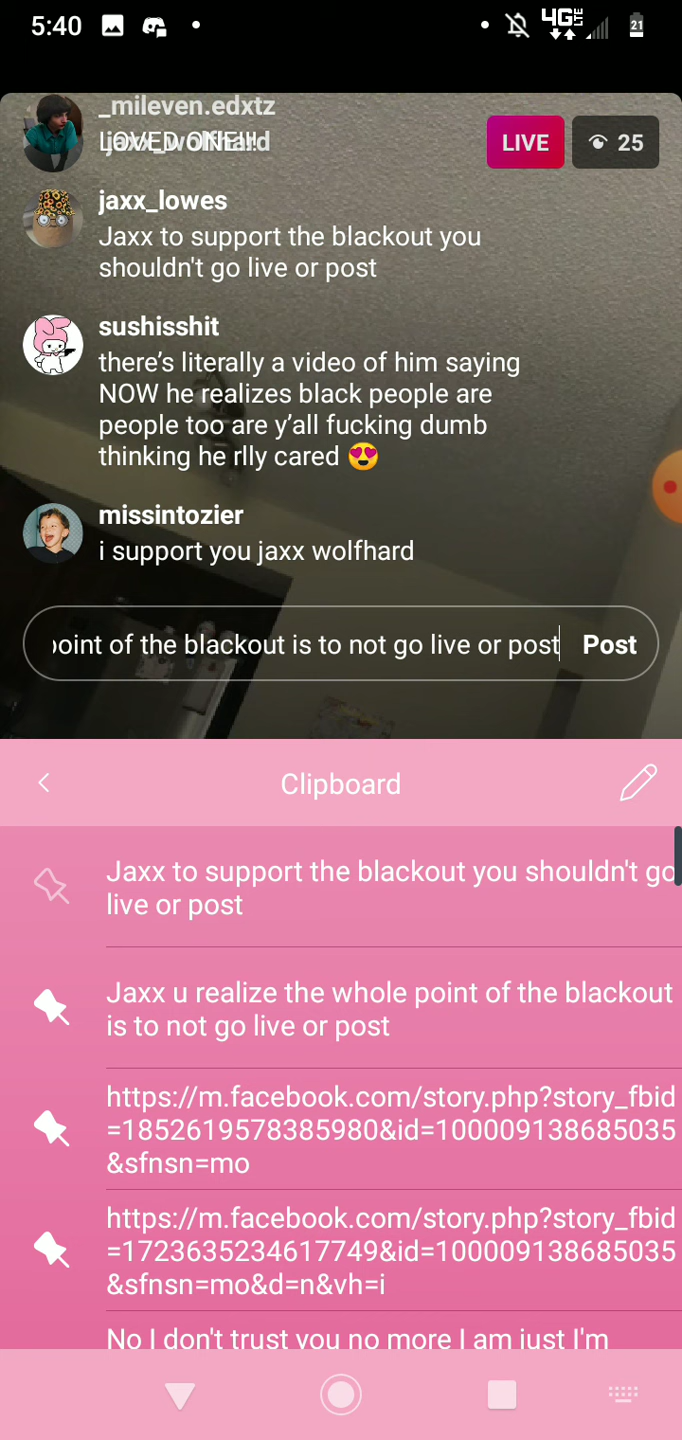 5:40
4G LTE
21
_mileven.edxtz
LOVED ONE!!!
jaxx_wolfhard
LIVE
25
jaxx_lowes
Jaxx to support the blackout you
shouldn't go live or post
sushisshit
there’s literally a video of him saying
NOW he realizes black people are
people too are y’all fucking dumb
thinking he rlly cared 😍
missintozier
i support you jaxx wolfhard
point of the blackout is to not go live or post
Post
Clipboard
Jaxx to support the blackout you shouldn't go
live or post
Jaxx u realize the whole point of the blackout
is to not go live or post
https://m.facebook.com/story.php?story_fbid
=1852619578385980&id=100009138685035
&sfnsn=mo
https://m.facebook.com/story.php?story_fbid
=1723635234617749&id=100009138685035
&sfnsn=mo&d=n&vh=i
No I don't trust you no more I am just I'm